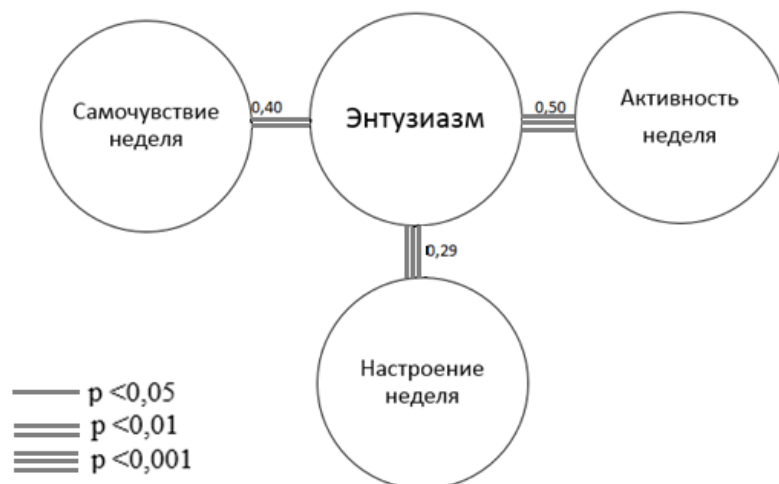 Самочувствие
неделя
0,40
Энтузиазм
0,50
Активность
неделя
0,29
Настроение
неделя
p <0,05
p <0,01
p <0,001